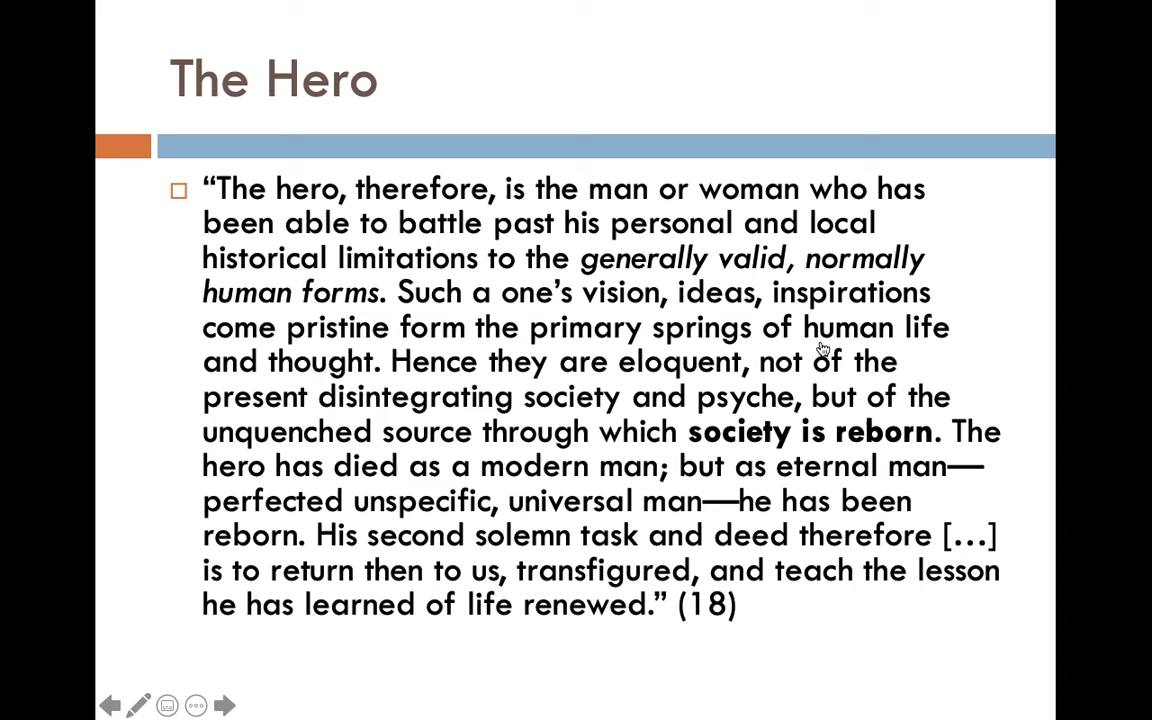 The Hero
“The hero, therefore, is the man or woman who has
been able to battle past his personal and local
historical limitations to the generally valid, normally
human forms. Such a one’s vision, ideas, inspirations
come pristine form the primary springs of human life
and thought. Hence they are eloquent, not of the
present disintegrating society and psyche, but of the
unquenched source through which society is reborn. The
hero has died as a modern man; but as eternal man—
perfected unspecific, universal man—he has been
reborn. His second solemn task and deed therefore […]
is to return then to us, transfigured, and teach the lesson
he has learned of life renewed.” (18)